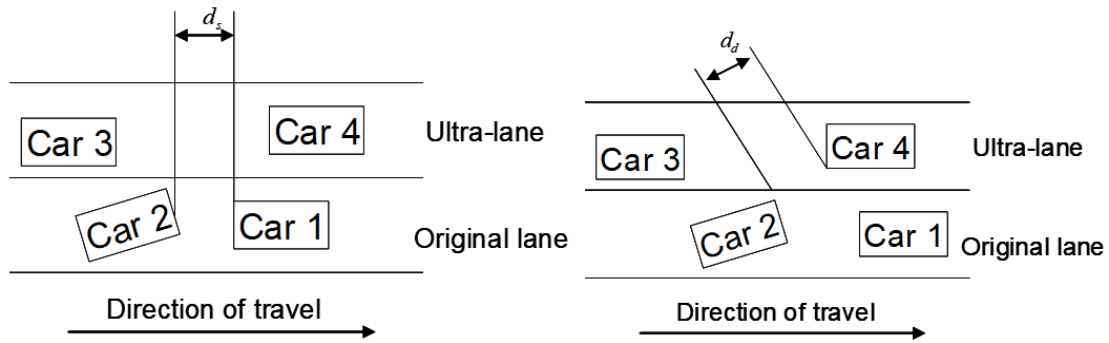 d_s
Car 3
Car 4
Ultra-lane
Car 2
Car 1
Original lane
Direction of travel
d_d
Car 3
Car 4
Ultra-lane
Car 2
Car 1
Original lane
Direction of travel